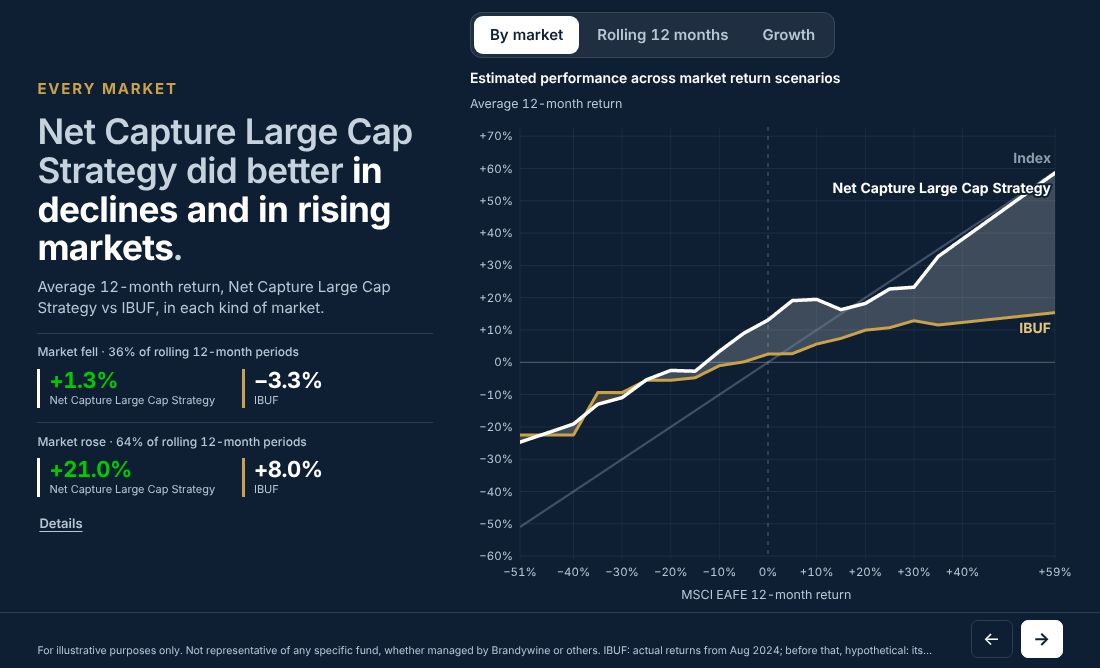 By market
Rolling 12 months
Growth
EVERY MARKET
Net Capture Large Cap
Strategy did better in
declines and in rising
markets.
Average 12-month return, Net Capture Large Cap
Strategy vs IBUF, in each kind of market.
Market fell · 36% of rolling 12-month periods
+1.3%
Net Capture Large Cap Strategy
−3.3%
IBUF
Market rose · 64% of rolling 12-month periods
+21.0%
Net Capture Large Cap Strategy
+8.0%
IBUF
Details
Estimated performance across market return scenarios
Average 12-month return
+70%
+60%
+50%
+40%
+30%
+20%
+10%
0%
−10%
−20%
−30%
−40%
−50%
−60%
Index
Net Capture Large Cap Strategy
IBUF
−51%
−40%
−30%
−20%
−10%
0%
+10%
+20%
+30%
+40%
+59%
MSCI EAFE 12-month return
For illustrative purposes only. Not representative of any specific fund, whether managed by Brandywine or others. IBUF: actual returns from Aug 2024; before that, hypothetical: its...